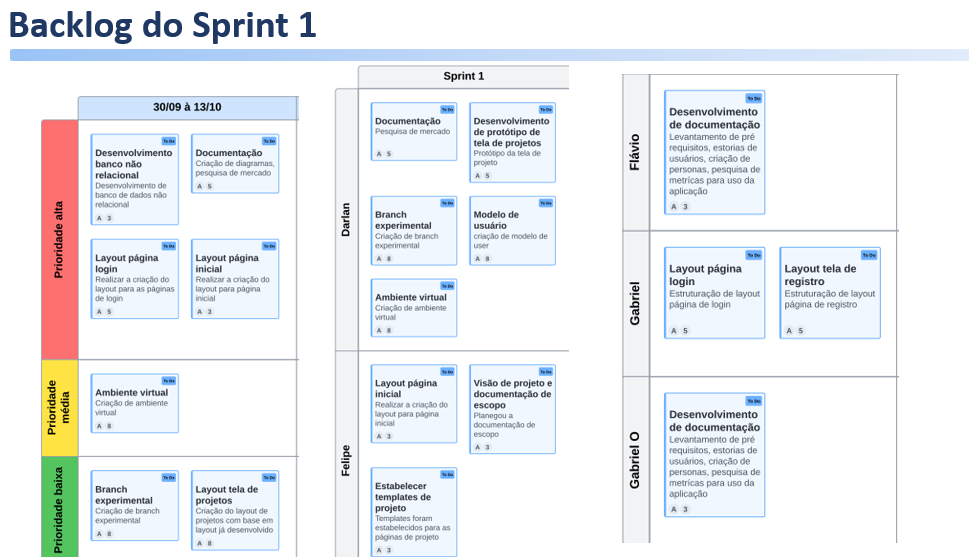 Backlog do Sprint 1
30/09 à 13/10
Prioridade alta
To Do
Desenvolvimento
banco não
relacional
Desenvolvimento de
banco de dados não
relacional
A 3
To Do
Documentação
Criação de diagramas,
pesquisa de mercado
A 5
To Do
Layout página
login
Realizar a criação do
layout para as páginas
de login
A 5
To Do
Layout página
inicial
Realizar a criação do
layout para página
inicial
A 3
Prioridade
média
To Do
Ambiente virtual
Criação de ambiente
virtual
A 8
Prioridade baixa
To Do
Branch
experimental
Criação de branch
experimental
A 8
To Do
Layout tela de
projetos
Criação do layout de
projetos com base em
layout já desenvolvido
A 8
Sprint 1
Darlan
To Do
Documentação
Pesquisa de mercado
A 5
To Do
Desenvolvimento
de protótipo de
tela de projetos
Protótipo da tela de
projeto
A 5
To Do
Branch
experimental
Criação de branch
experimental
A 8
To Do
Modelo de
usuário
criação de modelo de
user
A 8
To Do
Ambiente virtual
Criação de ambiente
virtual
A 8
Felipe
To Do
Layout página
inicial
Realizar a criação do
layout para página
inicial
A 3
To Do
Visão de projeto e
documentação de
escopo
Planegou a
documentação de
escopo
A 3
To Do
Estabelecer
templates de
projeto
Templates foram
estabelecidos para as
páginas de projeto
A 3
Flávio
To Do
Desenvolvimento
de documentação
Levantamento de pré
requisitos, estorias de
usuários, criação de
personas, pesquisa de
metrícas para uso da
aplicação
A 3
Gabriel
To Do
Layout página
login
Estruturação de layout
página de login
A 5
To Do
Layout tela de
registro
Estruturação de layout
página de registro
A 5
Gabriel O
To Do
Desenvolvimento
de documentação
Levantamento de pré
requisitos, estorias de
usuários, criação de
personas, pesquisa de
metrícas para uso da
aplicação
A 3